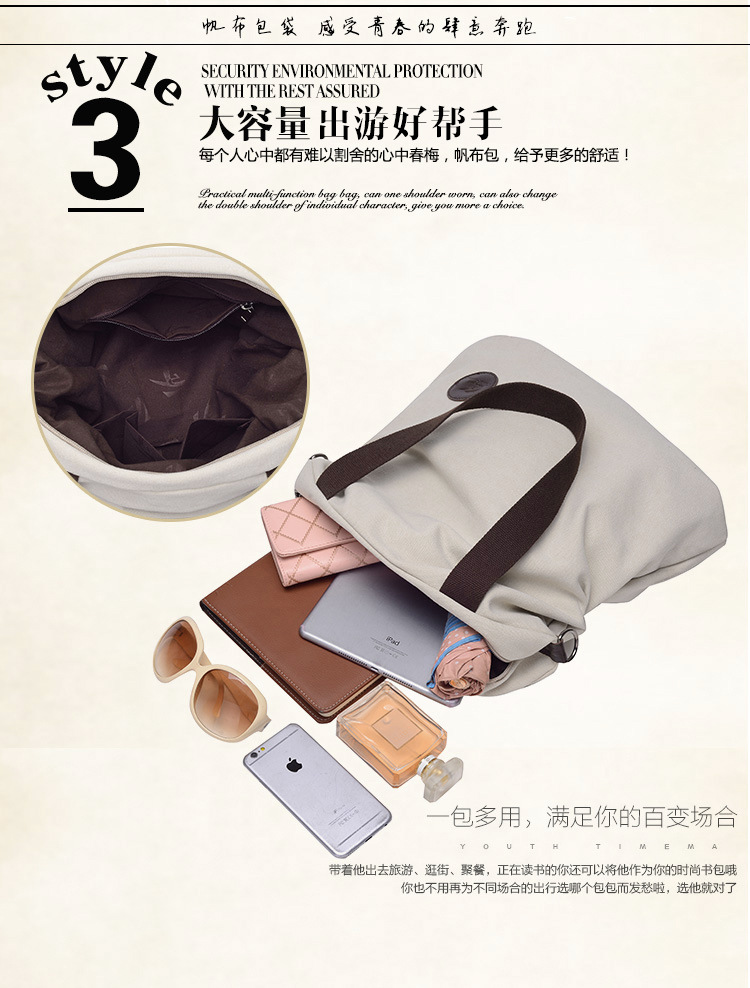 帆布包袋 感受青春的肆意奔跑
style
3
SECURITY ENVIRONMENTAL PROTECTION
WITH THE REST ASSURED
大容量 出游好帮手
每个人心中都有难以割舍的心中春梅，帆布包，给予更多的舒适！
Practical multi-function bag bag, can one shoulder worn, can also change
the double shoulder of individual character, give you more a choice.
iPad
iPhone
一包多用，满足你的百变场合
YOUTH TIMEMA
带着他出去旅游、逛街、聚餐，正在读书的你还可以将他作为你的时尚书包哦
你也不用再为不同场合的出行选哪个包包而发愁啦，选他就对了